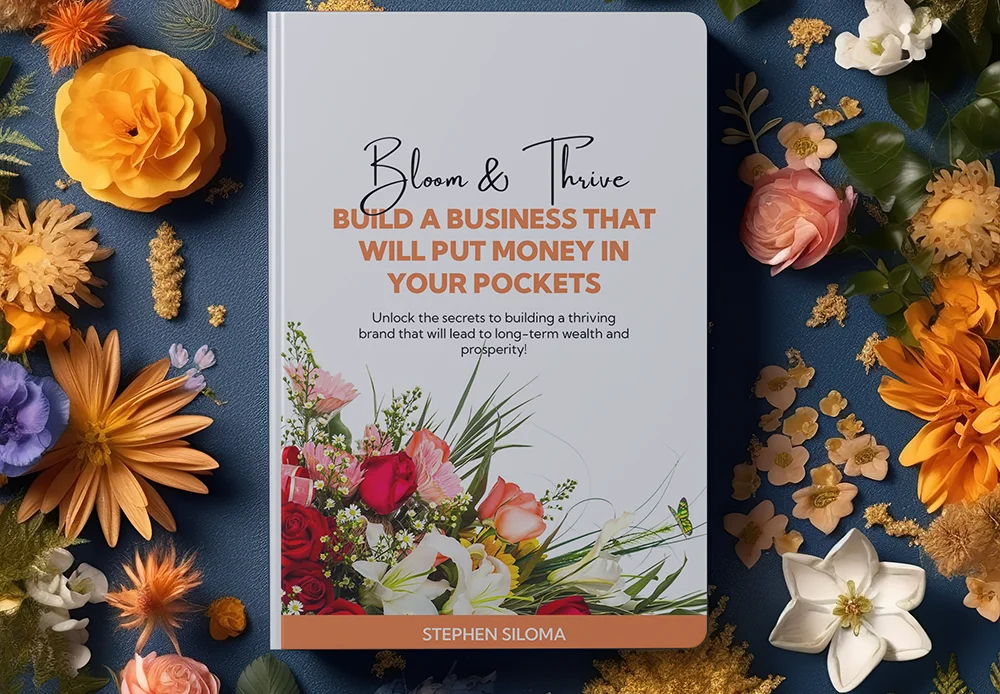 Bloom & Thrive
BUILD A BUSINESS THAT
WILL PUT MONEY IN
YOUR POCKETS
Unlock the secrets to building a thriving
brand that will lead to long-term wealth and
prosperity!
STEPHEN SILOMA